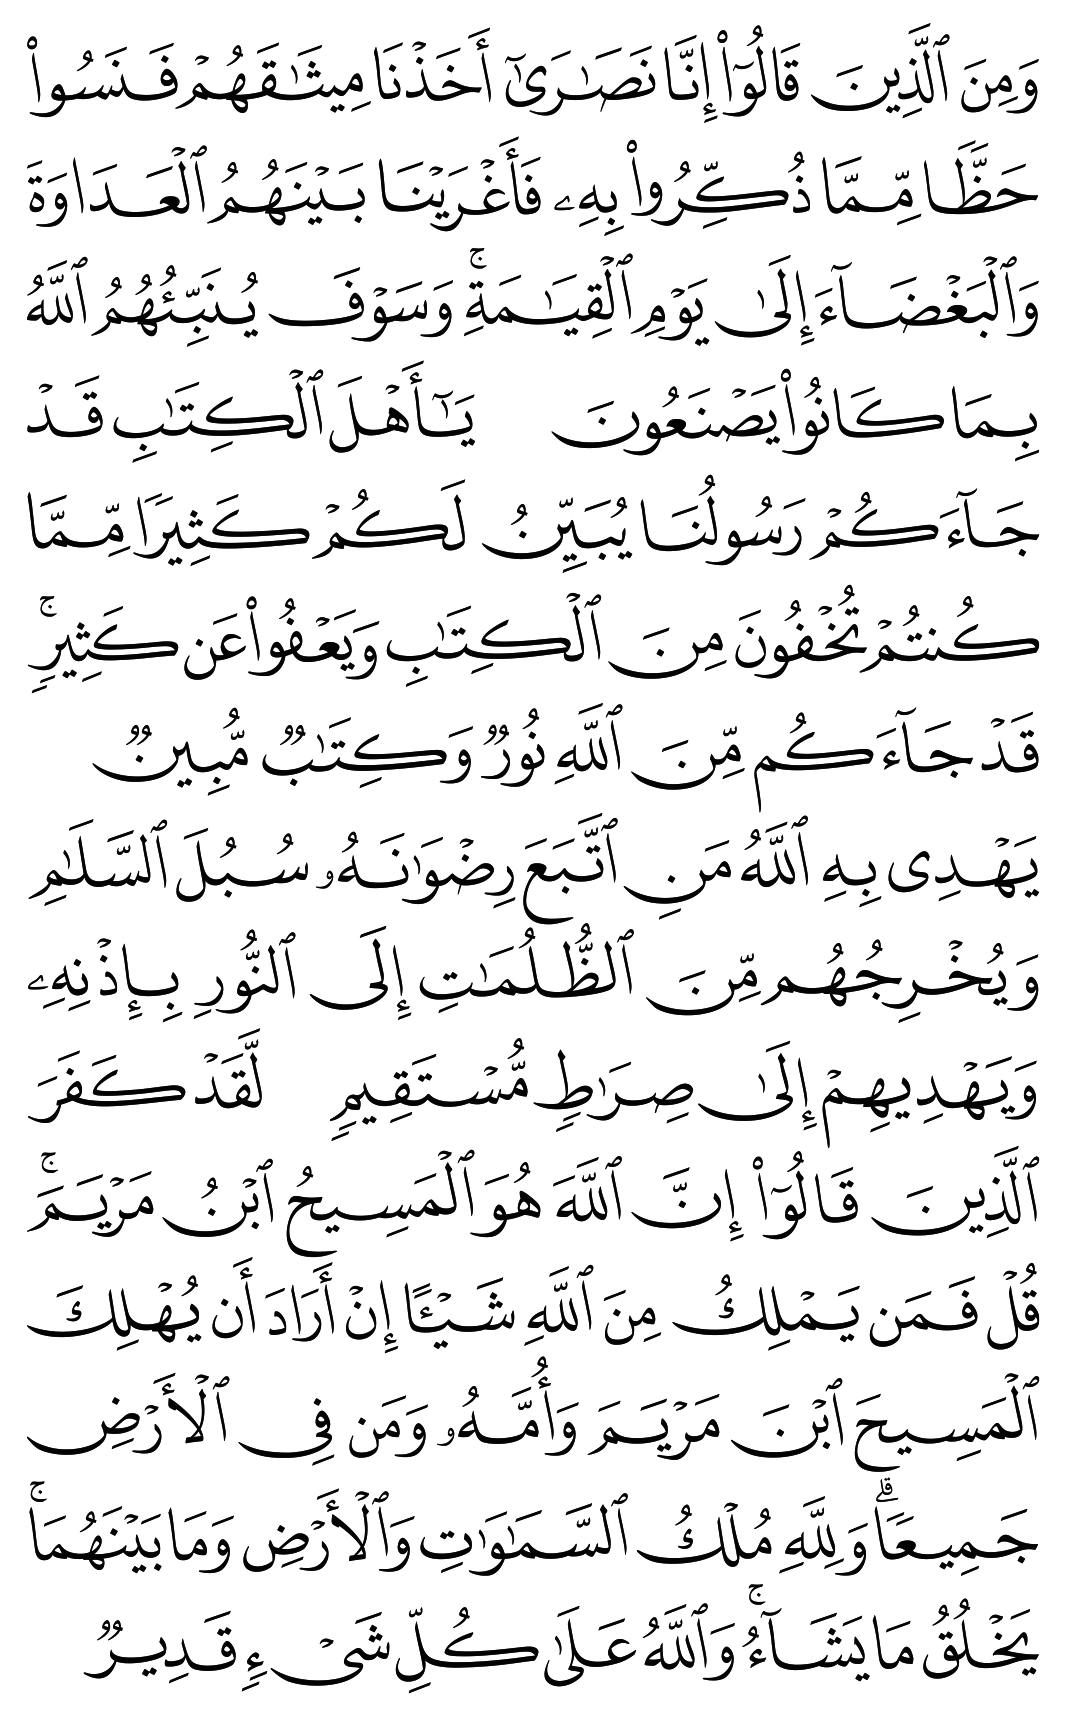 وَمِنَ ٱلَّذِينَ قَالُوٓا۟ إِنَّا نَصَـٰرَىٰٓ أَخَذْنَا مِيثَـٰقَهُمْ فَنَسُوا۟
حَظًّا مِّمَّا ذُكِّرُوا۟ بِهِۦ فَأَغْرَيْنَا بَيْنَهُمُ ٱلْعَدَاوَةَ
وَٱلْبَغْضَآءَ إِلَىٰ يَوْمِ ٱلْقِيَـٰمَةِ ۚ وَسَوْفَ يُنَبِّئُهُمُ ٱللَّهُ
بِمَا كَانُوا۟ يَصْنَعُونَ يَـٰٓأَهْلَ ٱلْكِتَـٰبِ قَدْ
جَآءَكُمْ رَسُولُنَا يُبَيِّنُ لَكُمْ كَثِيرًا مِّمَّا
كُنتُمْ تُخْفُونَ مِنَ ٱلْكِتَـٰبِ وَيَعْفُوا۟ عَن كَثِيرٍ ۚ
قَدْ جَآءَكُم مِّنَ ٱللَّهِ نُورٌ وَكِتَـٰبٌ مُّبِينٌ
يَهْدِى بِهِ ٱللَّهُ مَنِ ٱتَّبَعَ رِضْوَٰنَهُۥ سُبُلَ ٱلسَّلَـٰمِ
وَيُخْرِجُهُم مِّنَ ٱلظُّلُمَـٰتِ إِلَى ٱلنُّورِ بِإِذْنِهِۦ
وَيَهْدِيهِمْ إِلَىٰ صِرَٰطٍ مُّسْتَقِيمٍ لَّقَدْ كَفَرَ
ٱلَّذِينَ قَالُوٓا۟ إِنَّ ٱللَّهَ هُوَ ٱلْمَسِيحُ ٱبْنُ مَرْيَمَ ۚ
قُلْ فَمَن يَمْلِكُ مِنَ ٱللَّهِ شَيْـًٔا إِنْ أَرَادَ أَن يُهْلِكَ
ٱلْمَسِيحَ ٱبْنَ مَرْيَمَ وَأُمَّهُۥ وَمَن فِى ٱلْأَرْضِ
جَمِيعًا ۗ وَلِلَّهِ مُلْكُ ٱلسَّمَـٰوَٰتِ وَٱلْأَرْضِ وَمَا بَيْنَهُمَا ۚ
يَخْلُقُ مَا يَشَآءُ ۚ وَٱللَّهُ عَلَىٰ كُلِّ شَىْءٍ قَدِيرٌ